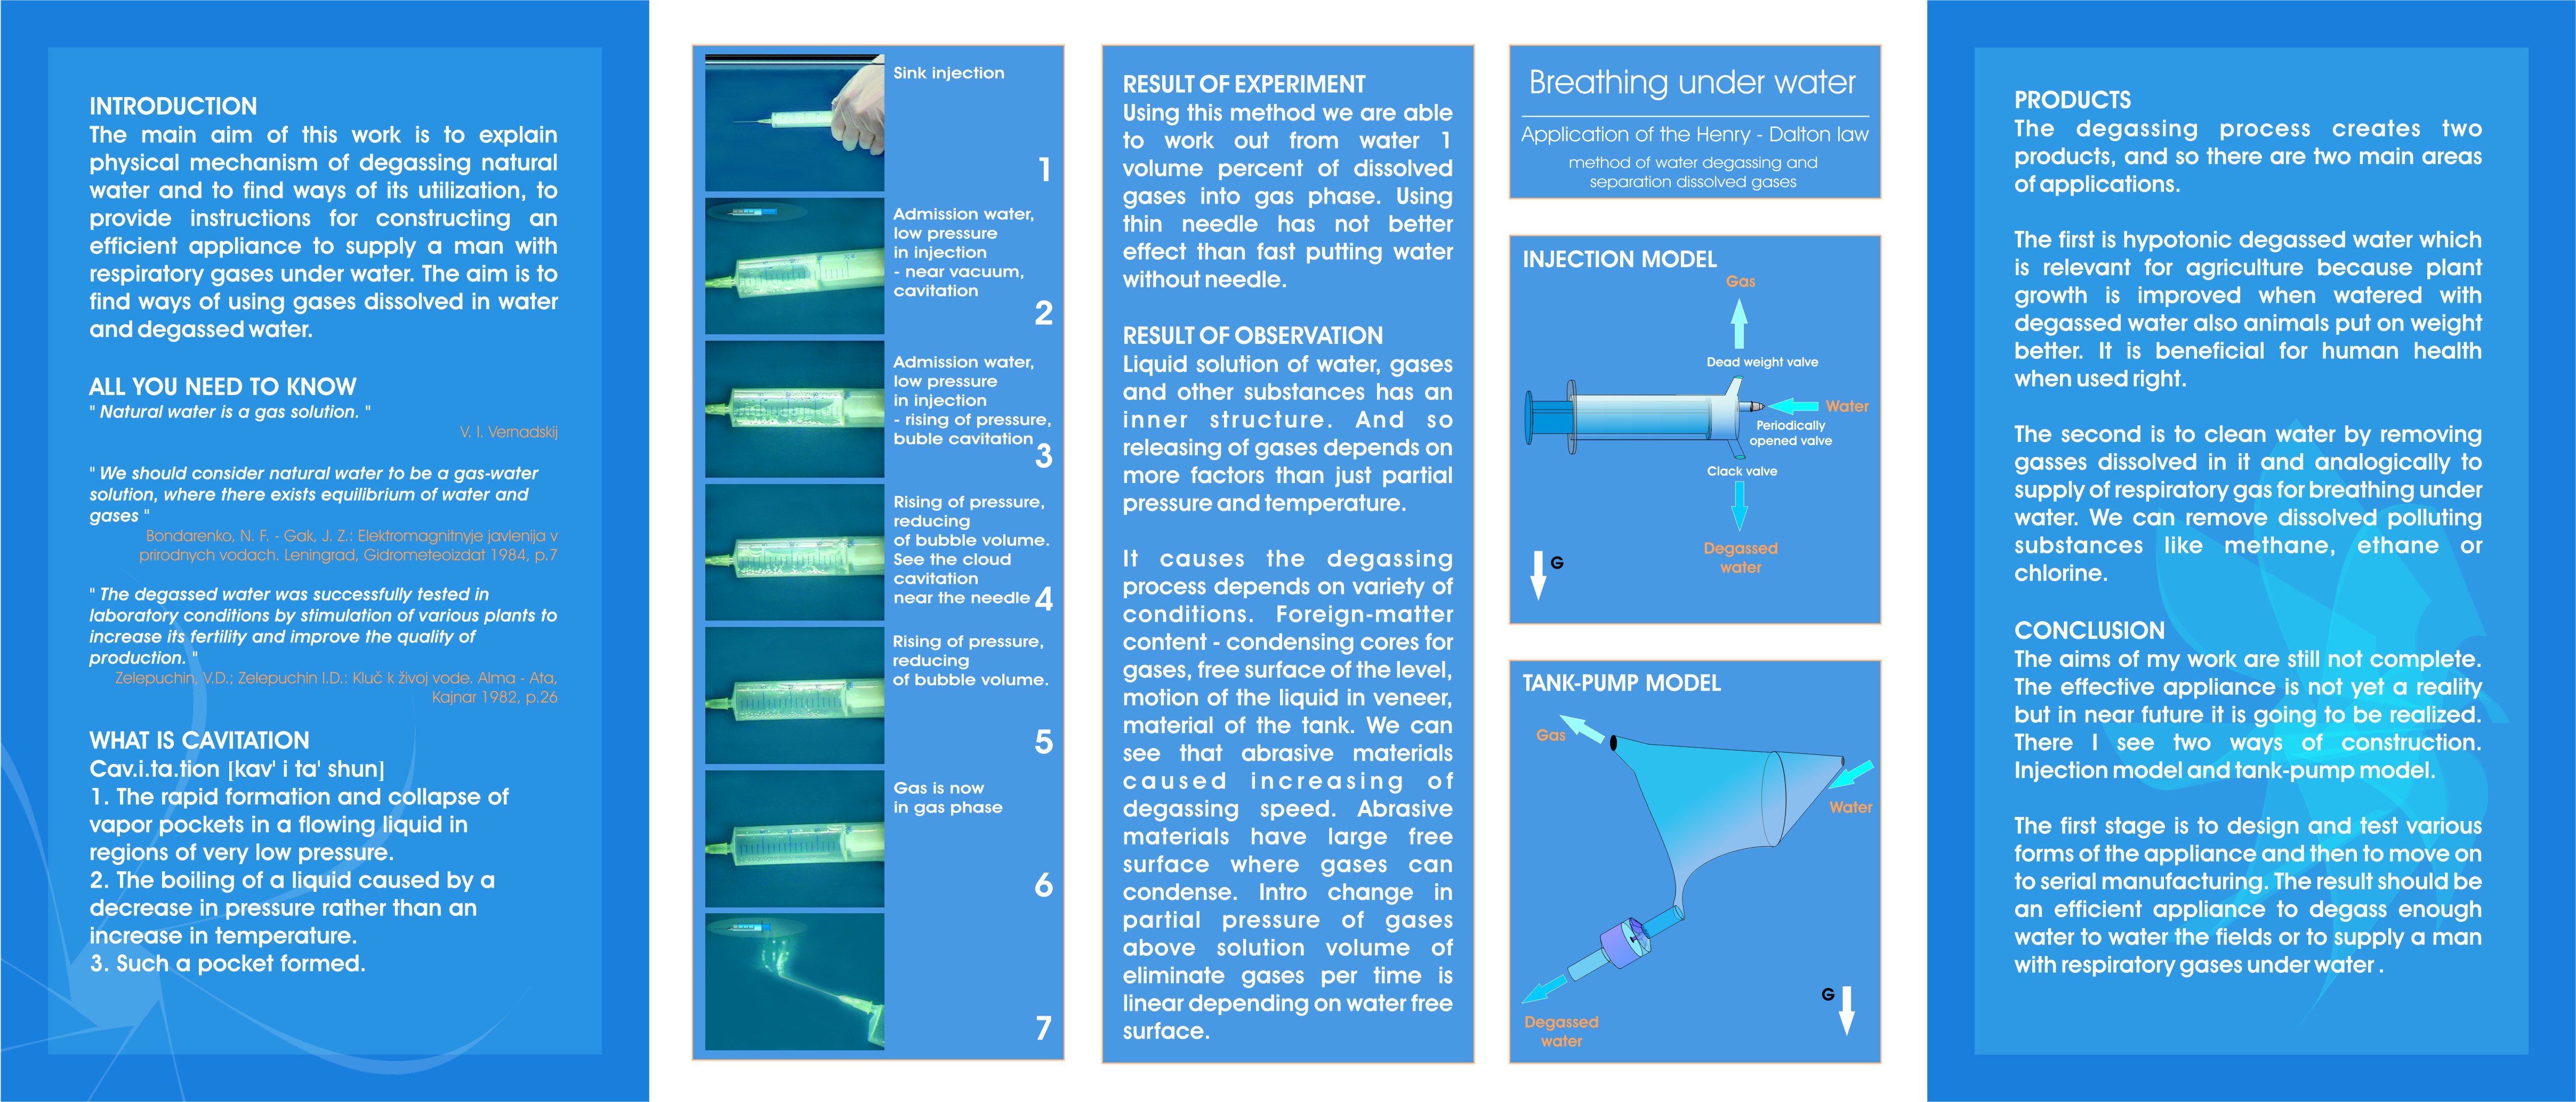 INTRODUCTION
The main aim of this work is to explain
physical mechanism of degassing natural
water and to find ways of its utilization, to
provide instructions for constructing an
efficient appliance to supply a man with
respiratory gases under water. The aim is to
find ways of using gases dissolved in water
and degassed water.
ALL YOU NEED TO KNOW
" Natural water is a gas solution. "
V. I. Vernadskij
" We should consider natural water to be a gas-water
solution, where there exists equilibrium of water and
gases "
Bondarenko, N. F. - Gak, J. Z.: Elektromagnitnyje javlenija v
prirodnych vodach. Leningrad, Gidrometeoizdat 1984, p.7
" The degassed water was successfully tested in
laboratory conditions by stimulation of various plants to
increase its fertility and improve the quality of
production. "
Zelepuchin, V.D.; Zelepuchin I.D.: Kluč k živoj vode. Alma - Ata,
Kajnar 1982, p.26
WHAT IS CAVITATION
Cav.i.ta.tion [kav' i ta' shun]
1. The rapid formation and collapse of
vapor pockets in a flowing liquid in
regions of very low pressure.
2. The boiling of a liquid caused by a
decrease in pressure rather than an
increase in temperature.
3. Such a pocket formed.
Sink injection
1
Admission water,
low pressure
in injection
- near vacuum,
cavitation
2
Admission water,
low pressure
in injection
- rising of pressure,
buble cavitation
3
Rising of pressure,
reducing
of bubble volume.
See the cloud
cavitation
near the needle
4
Rising of pressure,
reducing
of bubble volume.
5
Gas is now
in gas phase
6
7
RESULT OF EXPERIMENT
Using this method we are able
to work out from water 1
volume percent of dissolved
gases into gas phase. Using
thin needle has not better
effect than fast putting water
without needle.
RESULT OF OBSERVATION
Liquid solution of water, gases
and other substances has an
inner structure. And so
releasing of gases depends on
more factors than just partial
pressure and temperature.
It causes the degassing
process depends on variety of
conditions. Foreign-matter
content - condensing cores for
gases, free surface of the level,
motion of the liquid in veneer,
material of the tank. We can
see that abrasive materials
caused increasing of
degassing speed. Abrasive
materials have large free
surface where gases can
condense. Intro change in
partial pressure of gases
above solution volume of
eliminate gases per time is
linear depending on water free
surface.
Breathing under water
Application of the Henry - Dalton law
method of water degassing and
separation dissolved gases
INJECTION MODEL
Gas
Dead weight valve
Water
Periodically
opened valve
Clack valve
Degassed
water
G
TANK-PUMP MODEL
Gas
Water
G
Degassed
water
PRODUCTS
The degassing process creates two
products, and so there are two main areas
of applications.
The first is hypotonic degassed water which
is relevant for agriculture because plant
growth is improved when watered with
degassed water also animals put on weight
better. It is beneficial for human health
when used right.
The second is to clean water by removing
gasses dissolved in it and analogically to
supply of respiratory gas for breathing under
water. We can remove dissolved polluting
substances like methane, ethane or
chlorine.
CONCLUSION
The aims of my work are still not complete.
The effective appliance is not yet a reality
but in near future it is going to be realized.
There I see two ways of construction.
Injection model and tank-pump model.
The first stage is to design and test various
forms of the appliance and then to move on
to serial manufacturing. The result should be
an efficient appliance to degass enough
water to water the fields or to supply a man
with respiratory gases under water .